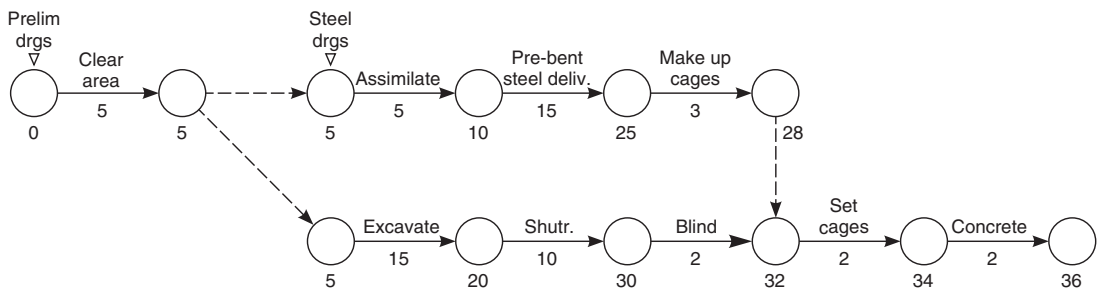 Prelim
drgs
Clear
area
5
0
5
Steel
drgs
Assimilate
5
5
10
Pre-bent
steel deliv.
15
25
Make up
cages
3
28
Excavate
15
5
20
Shutr.
10
30
Blind
2
32
Set
cages
2
34
Concrete
2
36